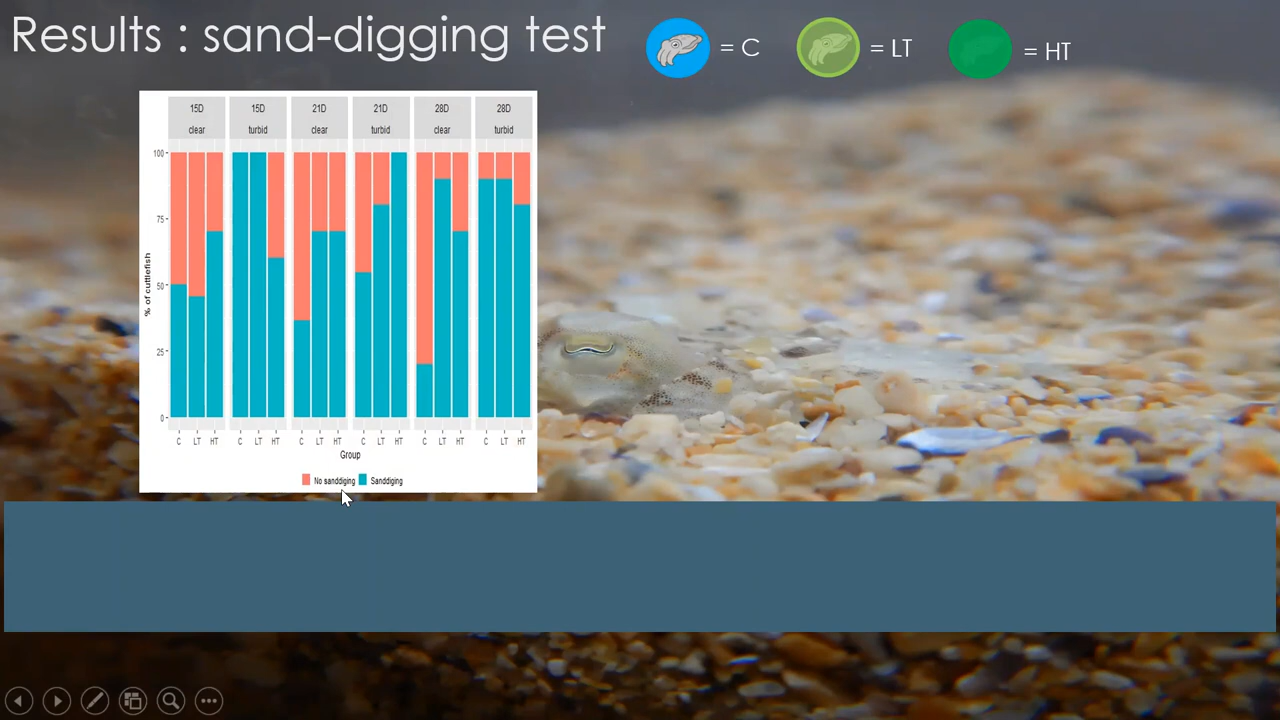 Results : sand-digging test
= C
= LT
= HT
15D 15D 21D 21D 28D 28D
clear turbid clear turbid clear turbid
100
75
50
25
0
% of cuttlefish
C LT HT C LT HT C LT HT C LT HT C LT HT C LT HT
Group
No sanddiging Sanddiging